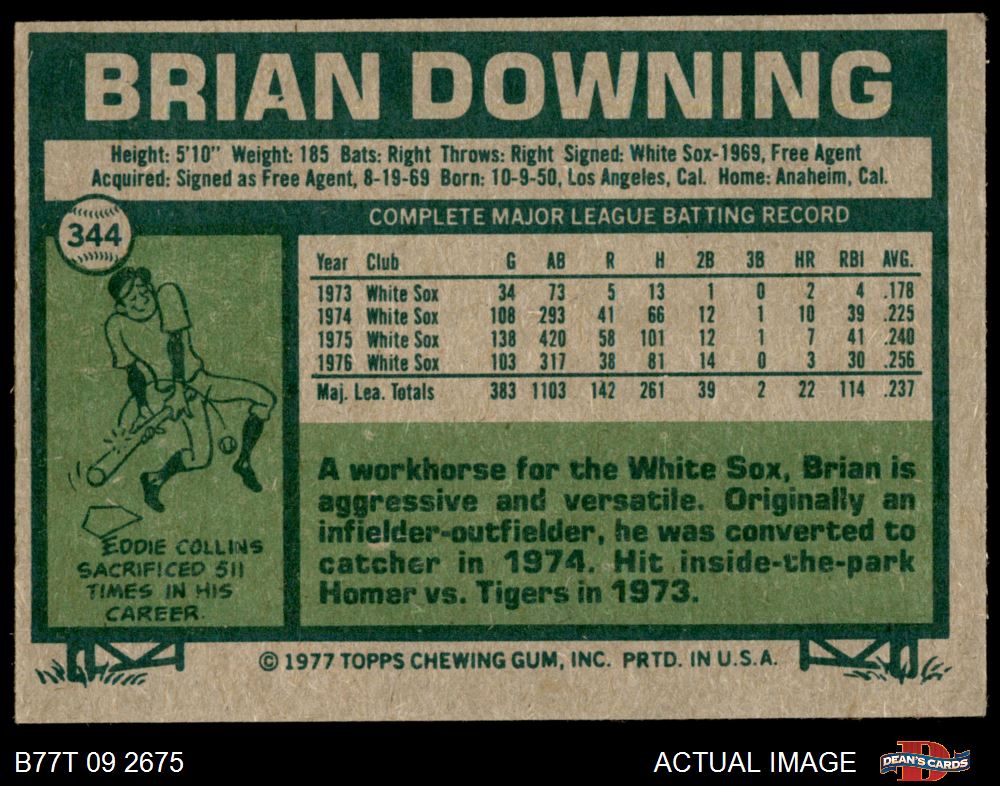 BRIAN DOWNING
Height: 5'10" Weight: 185 Bats: Right Throws: Right Signed: White Sox-1969, Free Agent
Acquired: Signed as Free Agent, 8-19-69 Born: 10-9-50, Los Angeles, Cal. Home: Anaheim, Cal.
344
COMPLETE MAJOR LEAGUE BATTING RECORD
Year Club G AB R H 2B 3B HR RBI AVG.
1973 White Sox 34 73 5 13 1 0 2 4 .178
1974 White Sox 108 293 41 66 12 1 10 39 .225
1975 White Sox 138 420 58 101 12 1 7 41 .240
1976 White Sox 103 317 38 81 14 0 3 30 .256
Maj. Lea. Totals 383 1103 142 261 39 2 22 114 .237
EDDIE COLLINS
SACRIFICED 511
TIMES IN HIS
CAREER.
A workhorse for the White Sox, Brian is
aggressive and versatile. Originally an
infielder-outfielder, he was converted to
catcher in 1974. Hit inside-the-park
Homer vs. Tigers in 1973.
© 1977 TOPPS CHEWING GUM, INC. PRTD. IN U.S.A.
B77T 09 2675
ACTUAL IMAGE
D
DEAN'S CARDS